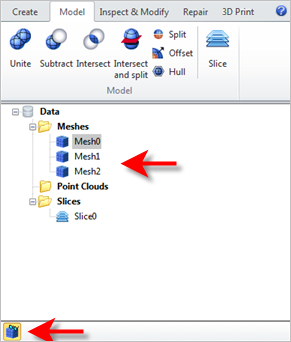 Create Model Inspect & Modify Repair 3D Print
Unite Subtract Intersect Intersect and split Split Offset Hull Slice
Model
Data
Meshes
Mesh0
Mesh1
Mesh2
Point Clouds
Slices
Slice0